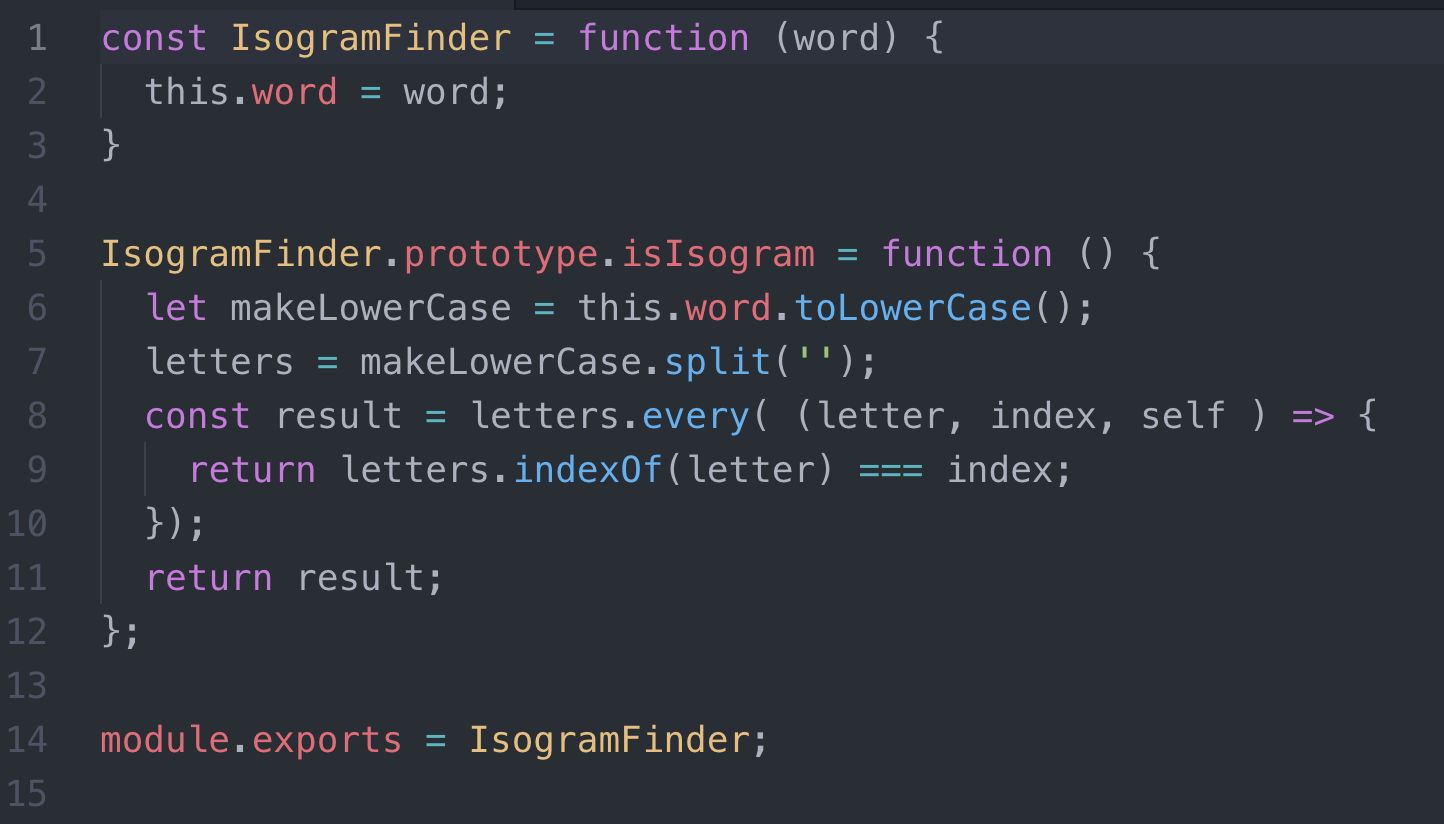 1 const IsogramFinder = function (word) {
2   this.word = word;
3 }
4
5 IsogramFinder.prototype.isIsogram = function () {
6   let makeLowerCase = this.word.toLowerCase();
7   letters = makeLowerCase.split('');
8   const result = letters.every( (letter, index, self ) => {
9     return letters.indexOf(letter) === index;
10   });
11   return result;
12 };
13
14 module.exports = IsogramFinder;
15